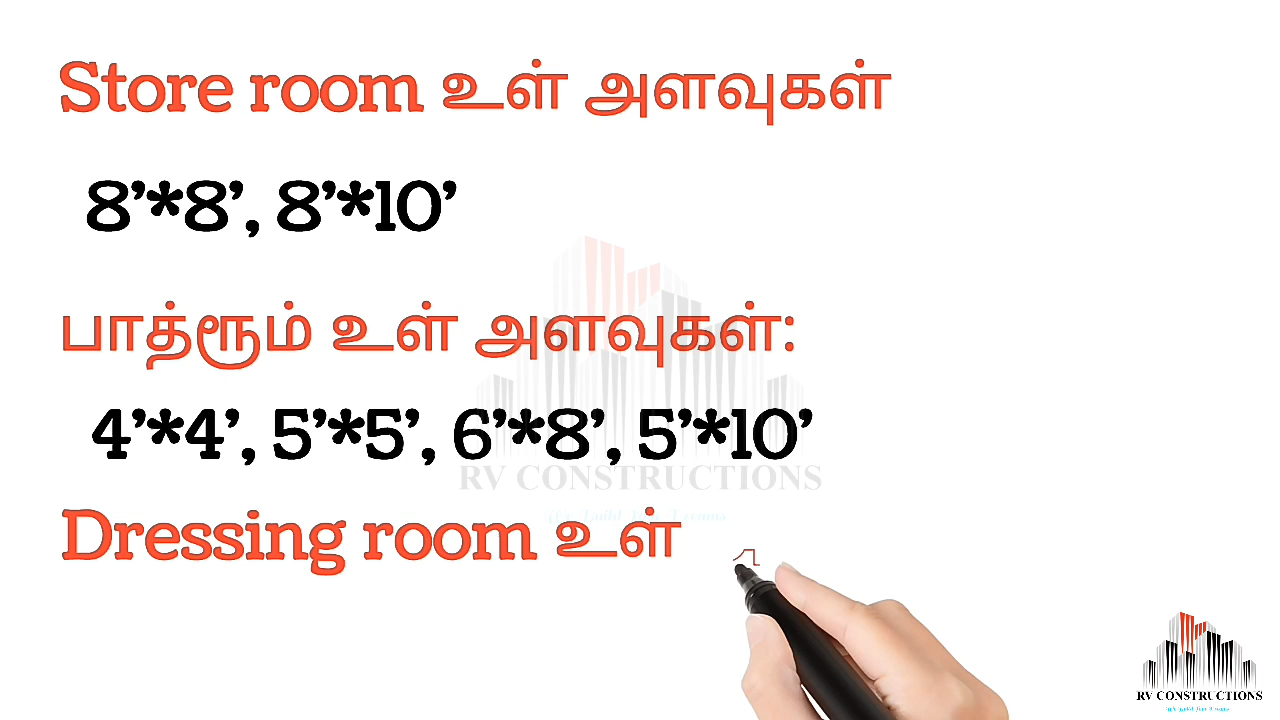 Store room உள் அளவுகள்
8’*8’, 8’*10’
பாத்ரூம் உள் அளவுகள்:
4’*4’, 5’*5’, 6’*8’, 5’*10’
RV CONSTRUCTIONS
Dressing room உள்
RV CONSTRUCTIONS